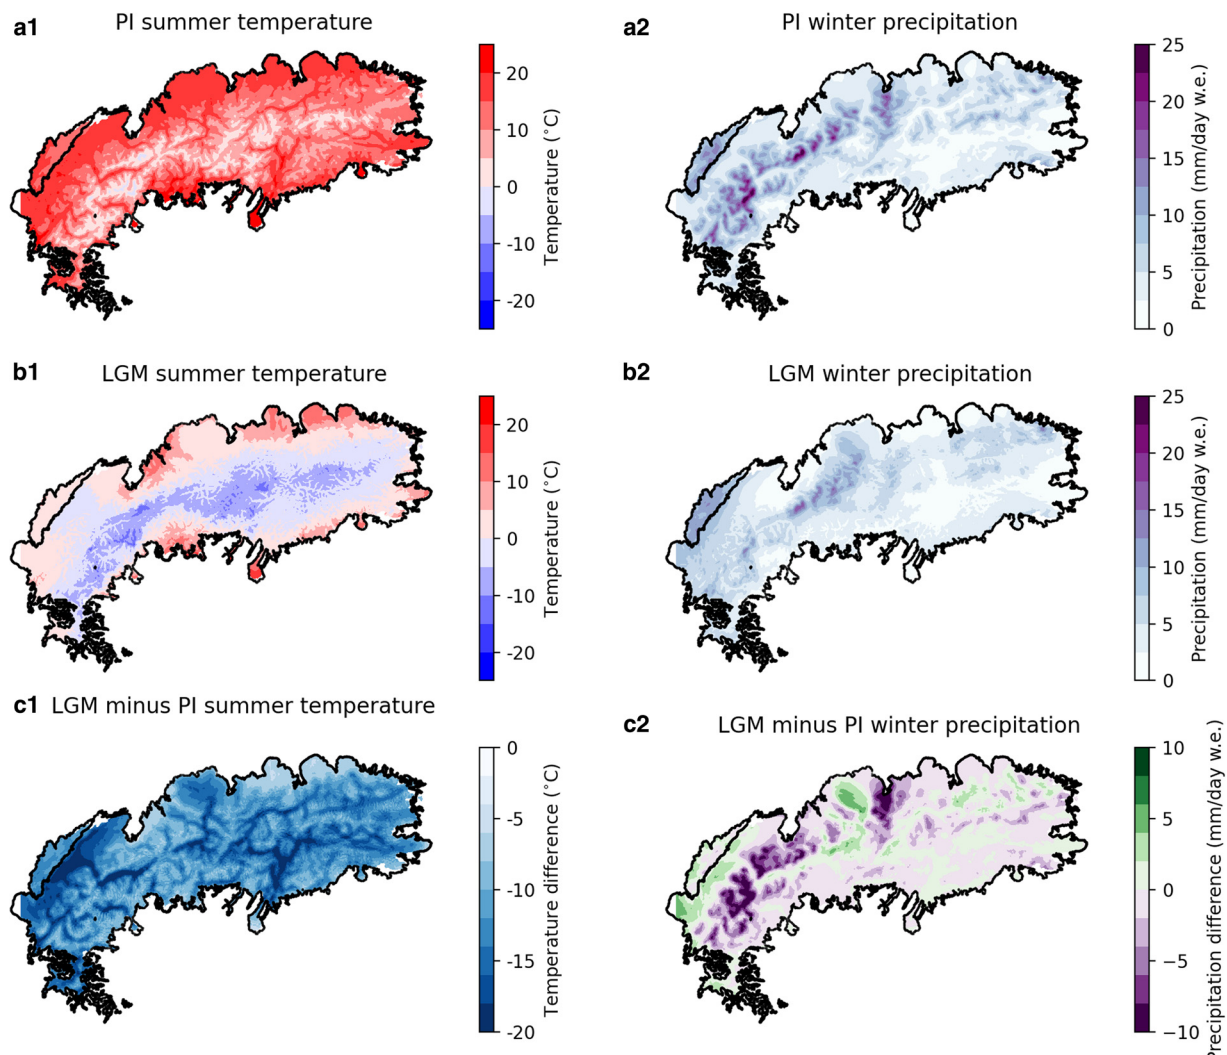 a1 PI summer temperature
20
10
0
-10
-20
Temperature (°C)
a2 PI winter precipitation
25
20
15
10
5
0
Precipitation (mm/day w.e.)
b1 LGM summer temperature
20
10
0
-10
-20
Temperature (°C)
b2 LGM winter precipitation
25
20
15
10
5
0
Precipitation (mm/day w.e.)
c1 LGM minus PI summer temperature
0
-5
-10
-15
-20
Temperature difference (°C)
c2 LGM minus PI winter precipitation
10
5
0
−5
−10
Precipitation difference (mm/day w.e.)